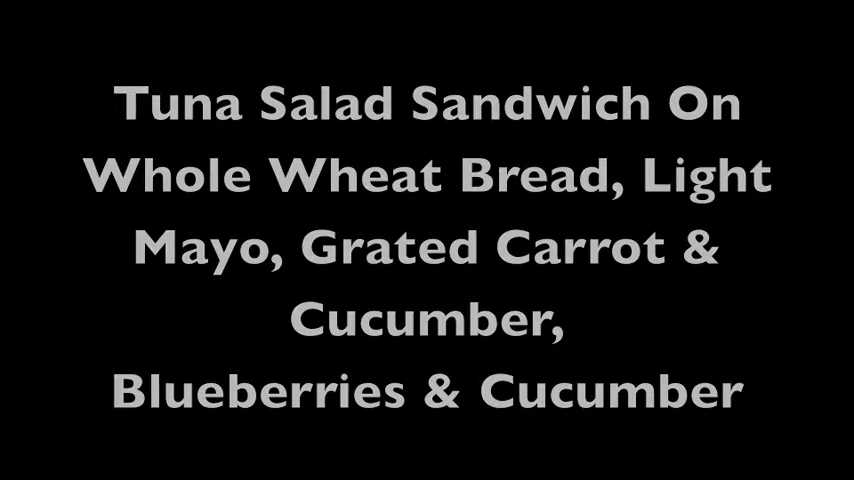 Tuna Salad Sandwich On
Whole Wheat Bread, Light
Mayo, Grated Carrot &
Cucumber,
Blueberries & Cucumber